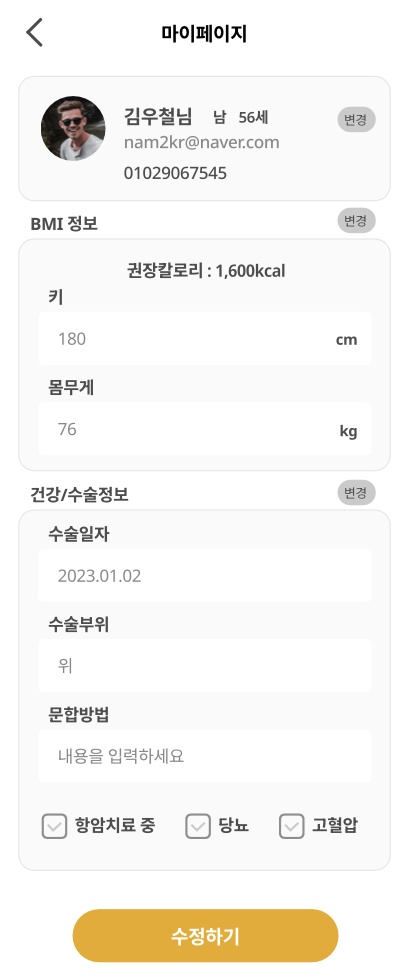 마이페이지
김우철님 남 56세 변경
nam2kr@naver.com
01029067545
BMI 정보 변경
권장칼로리 : 1,600kcal
키
180 cm
몸무게
76 kg
건강/수술정보 변경
수술일자
2023.01.02
수술부위
위
문합방법
내용을 입력하세요
항암치료 중 당뇨 고혈압
수정하기